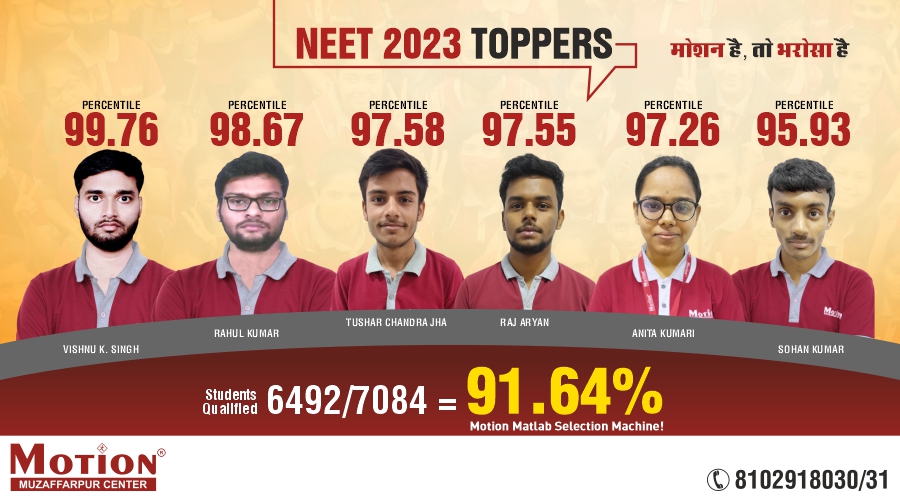 NEET 2023 TOPPERS
मोशन है, तो भरोसा है
PERCENTILE
99.76
PERCENTILE
98.67
PERCENTILE
97.58
PERCENTILE
97.55
PERCENTILE
97.26
PERCENTILE
95.93
Motion
Motion
VISHNU K. SINGH
RAHUL KUMAR
TUSHAR CHANDRA JHA
RAJ ARYAN
ANITA KUMARI
SOHAN KUMAR
Students
Qualified
6492/7084 = 91.64%
Motion Matlab Selection Machine!
MOTION®
MUZAFFARPUR CENTER
8102918030/31